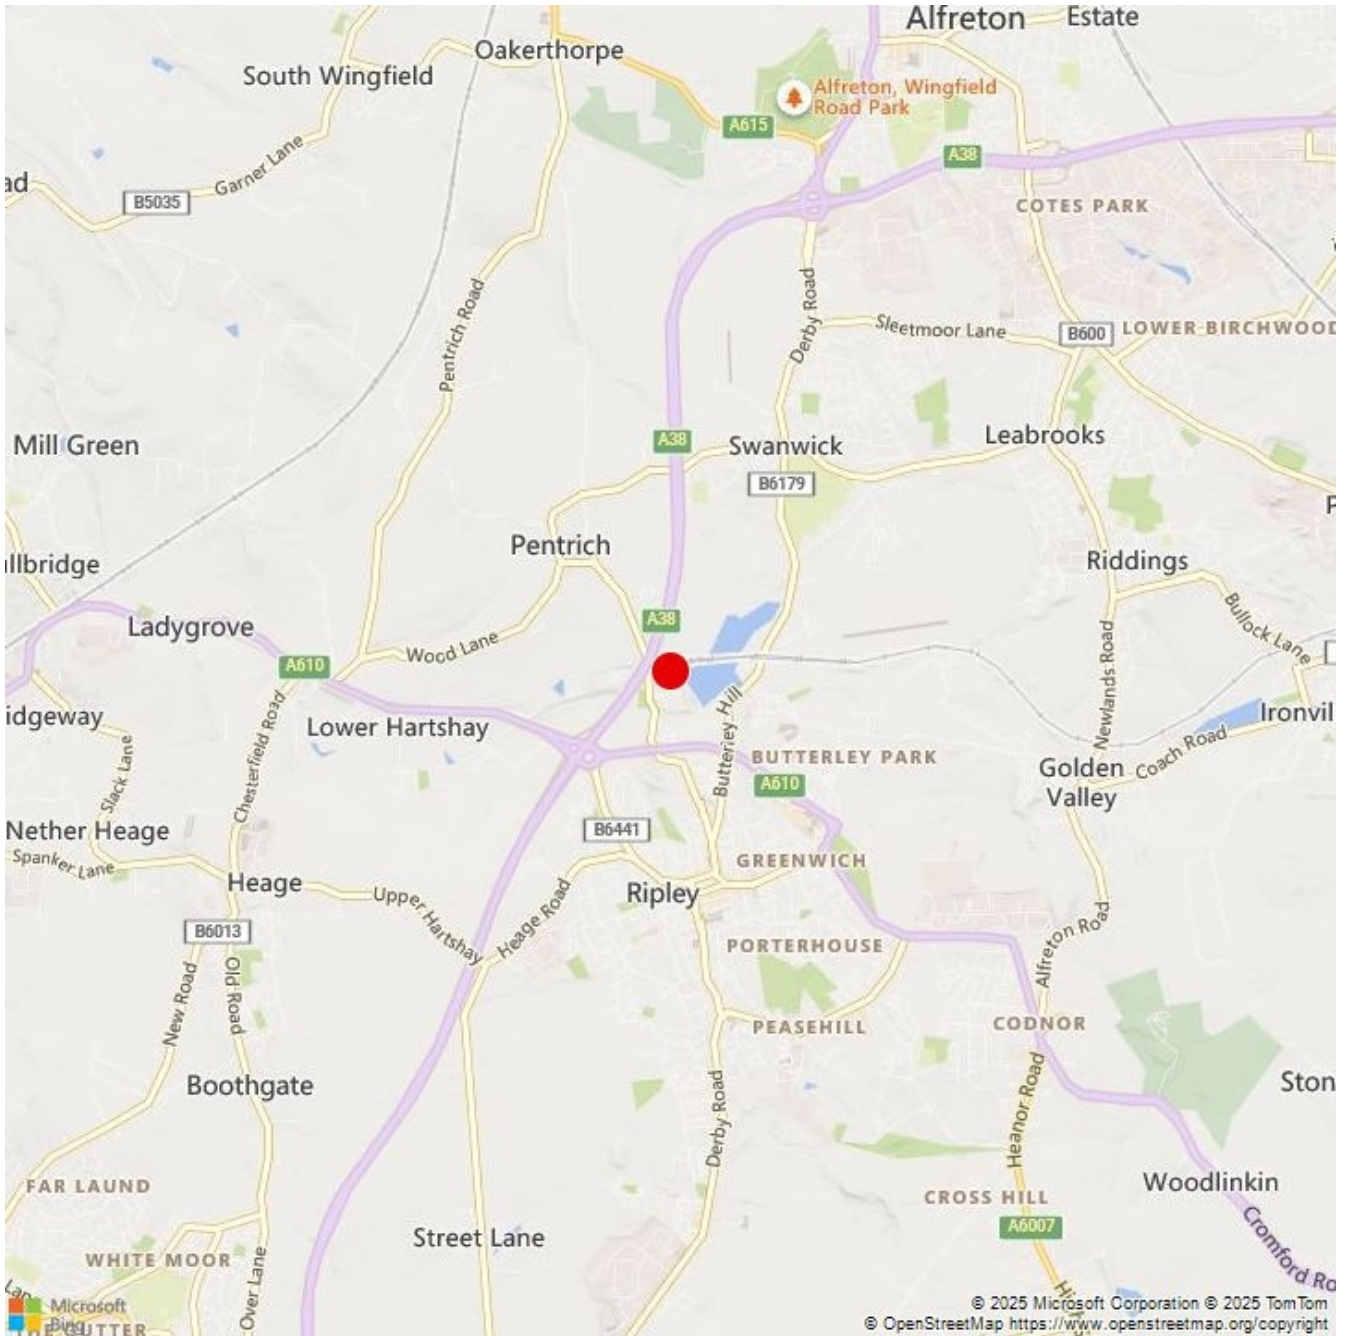 Alfreton
Estate
Oakerthorpe
South Wingfield
Alfreton, Wingfield
Road Park
A615
A38
Garner Lane
ad
B5035
COTES PARK
Pentrich Road
Derby Road
Sleetmoor Lane
B600
LOWER BIRCHWOOD
Mill Green
A38
Swanwick
Leabrooks
B6179
P
Pentrich
Riddings
llbridge
Bullock Lane
Ladygrove
A38
Wood Lane
A610
Newlands Road
idgeway
Lower Hartshay
Chesterfield Road
Butterley Hill
Ironvil
Coach Road
BUTTERLEY PARK
Golden
Valley
A610
Slack Lane
Nether Heage
B6441
Spanker Lane
GREENWICH
Heage
Upper Hartshay
Ripley
Heage Road
B6013
Alfreton Road
PORTERHOUSE
New Road
Old Road
PEASEHILL
CODNOR
Boothgate
Ston
Heanor Road
Derby Road
FAR LAUND
Woodlinkin
CROSS HILL
A6007
Street Lane
Cromford Ro
WHITE MOOR
Over Lane
Lan
Microsoft
Bing
THE GUTTER
© 2025 Microsoft Corporation © 2025 TomTom
© OpenStreetMap https://www.openstreetmap.org/copyright